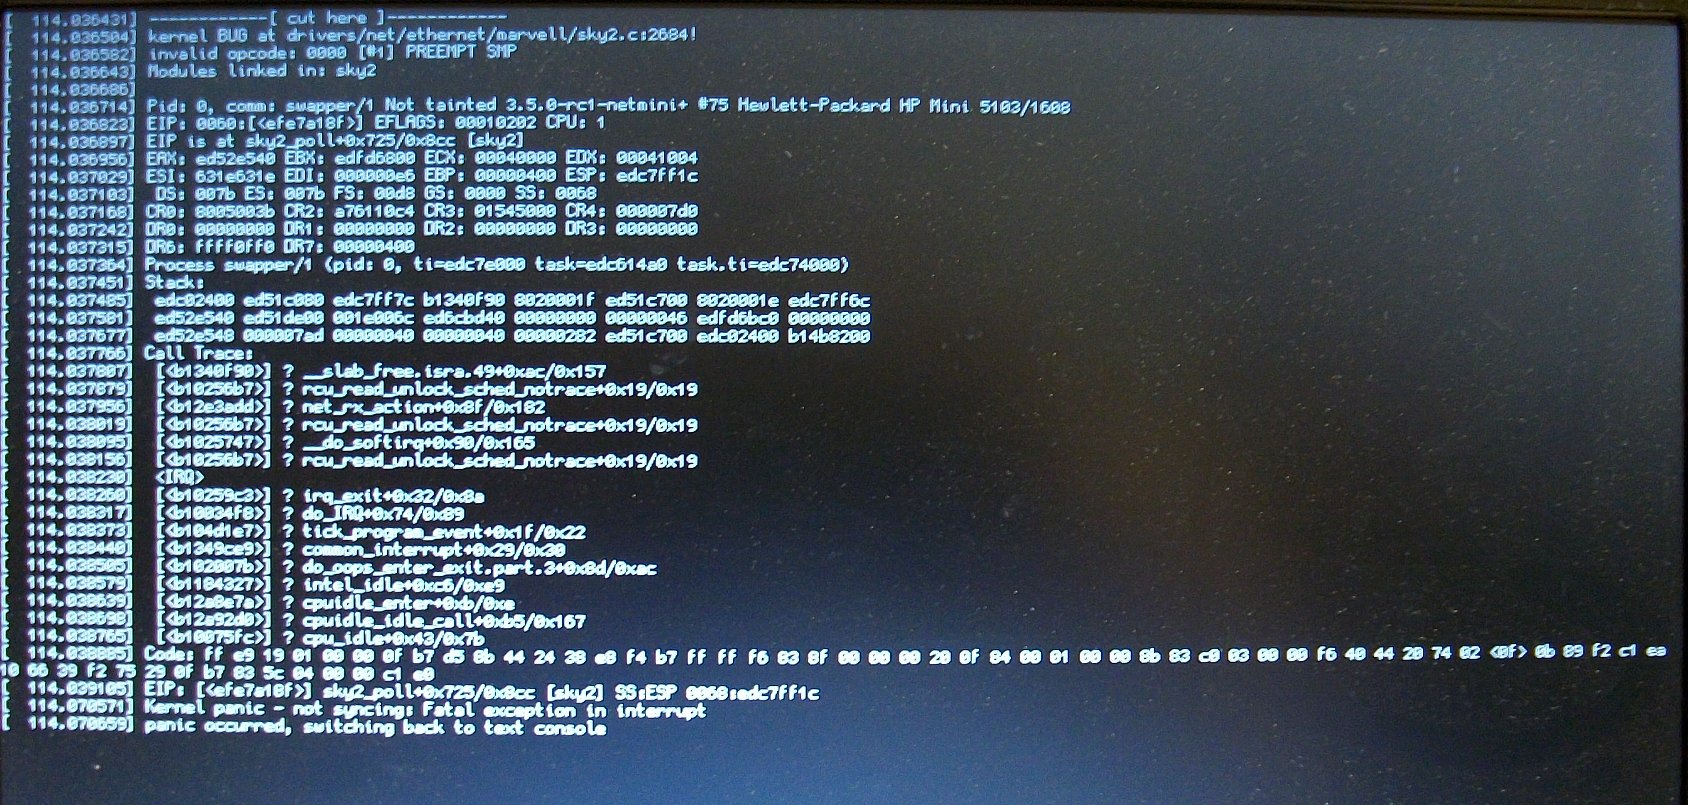 [  114.036431] ------------[ cut here ]------------
[  114.036504] kernel BUG at drivers/net/ethernet/marvell/sky2.c:2684!
[  114.036582] invalid opcode: 0000 [#1] PREEMPT SMP
[  114.036643] Modules linked in: sky2
[  114.036686]
[  114.036714] Pid: 0, comm: swapper/1 Not tainted 3.5.0-rc1-netmini+ #75 Hewlett-Packard HP Mini 5103/1608
[  114.036823] EIP: 0060:[<efe7a18f>] EFLAGS: 00010202 CPU: 1
[  114.036897] EIP is at sky2_poll+0x725/0x8cc [sky2]
[  114.036956] EAX: ed52e540 EBX: edfd6800 ECX: 00040000 EDX: 00041004
[  114.037029] ESI: 631e631e EDI: 000000e6 EBP: 00000400 ESP: edc7ff1c
[  114.037103]  DS: 007b ES: 007b FS: 00d8 GS: 0000 SS: 0068
[  114.037168] CR0: 8005003b CR2: a76110c4 CR3: 01545000 CR4: 000007d0
[  114.037242] DR0: 00000000 DR1: 00000000 DR2: 00000000 DR3: 00000000
[  114.037315] DR6: ffff0ff0 DR7: 00000400
[  114.037364] Process swapper/1 (pid: 0, ti=edc7e000 task=edc614a0 task.ti=edc74000)
[  114.037451] Stack:
[  114.037485]  edc02400 ed51c080 edc7ff7c b1340f90 8020001f ed51c700 8020001e edc7ff6c
[  114.037581]  ed52e540 ed51de00 001e006c ed6cbd40 00000000 00000046 edfd6bc0 00000000
[  114.037677]  ed52e548 000007ad 00000040 00000040 00000282 ed51c700 edc02400 b14b8200
[  114.037766] Call Trace:
[  114.037807]  [<b1340f90>] ? __slab_free.isra.49+0xac/0x157
[  114.037879]  [<b10256b7>] ? rcu_read_unlock_sched_notrace+0x19/0x19
[  114.037956]  [<b12e3add>] ? net_rx_action+0x8f/0x182
[  114.038019]  [<b10256b7>] ? rcu_read_unlock_sched_notrace+0x19/0x19
[  114.038095]  [<b1025747>] ? __do_softirq+0x90/0x165
[  114.038156]  [<b10256b7>] ? rcu_read_unlock_sched_notrace+0x19/0x19
[  114.038230]  <IRQ>
[  114.038260]  [<b10259c3>] ? irq_exit+0x32/0x8a
[  114.038317]  [<b10034f8>] ? do_IRQ+0x74/0x89
[  114.038373]  [<b104d1e7>] ? tick_program_event+0x1f/0x22
[  114.038440]  [<b1349ce9>] ? common_interrupt+0x29/0x30
[  114.038505]  [<b102007b>] ? do_oops_enter_exit.part.3+0x8d/0xac
[  114.038579]  [<b1184327>] ? intel_idle+0xc6/0xe9
[  114.038639]  [<b12a8e7a>] ? cpuidle_enter+0xb/0xe
[  114.038698]  [<b12a92d0>] ? cpuidle_idle_call+0xb5/0x167
[  114.038765]  [<b10075fc>] ? cpu_idle+0x43/0x7b
[  114.038805] Code: ff e9 19 01 00 00 0f b7 d5 8b 44 24 38 e8 f4 b7 ff ff f6 83 8f 00 00 00 20 0f 84 00 01 00 00 8b 83 c0 03 00 00 f6 40 44 20 74 02 <0f> 0b 89 f2 c1 ea
10 66 39 f2 75 29 0f b7 83 5c 04 00 00 c1 e0
[  114.039105] EIP: [<efe7a18f>] sky2_poll+0x725/0x8cc [sky2] SS:ESP 0068:edc7ff1c
[  114.070571] Kernel panic - not syncing: Fatal exception in interrupt
[  114.070659] panic occurred, switching back to text console